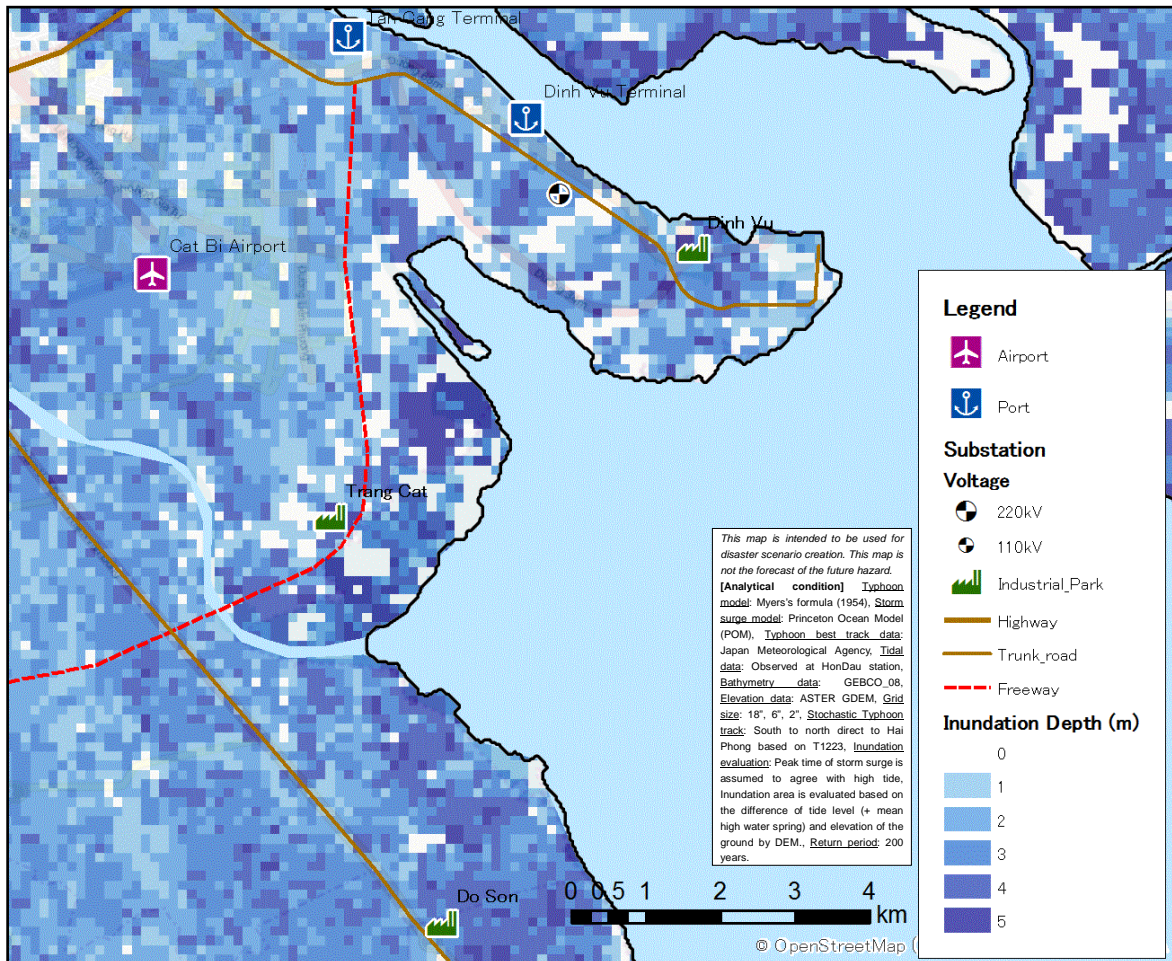 Tan Cang Terminal
Dinh Vu Terminal
Dinh Vu
Cat Bi Airport
Trang Cat
Do Son
Legend
Airport
Port
Substation
Voltage
220kV
110kV
Industrial_Park
Highway
Trunk_road
Freeway
Inundation Depth (m)
0
1
2
3
4
5
This map is intended to be used for
disaster scenario creation. This map is
not the forecast of the future hazard.
[Analytical condition] Typhoon
model: Myers's formula (1954), Storm
surge model: Princeton Ocean Model
(POM), Typhoon best track data:
Japan Meteorological Agency, Tidal
data: Observed at HonDau station,
Bathymetry data: GEBCO_08,
Elevation data: ASTER GDEM, Grid
size: 18", 6", 2", Stochastic Typhoon
track: South to north direct to Hai
Phong based on T1223, Inundation
evaluation: Peak time of storm surge is
assumed to agree with high tide,
Inundation area is evaluated based on
the difference of tide level (+ mean
high water spring) and elevation of the
ground by DEM., Return period: 200
years.
0 0.5 1 2 3 4
km
© OpenStreetMap (